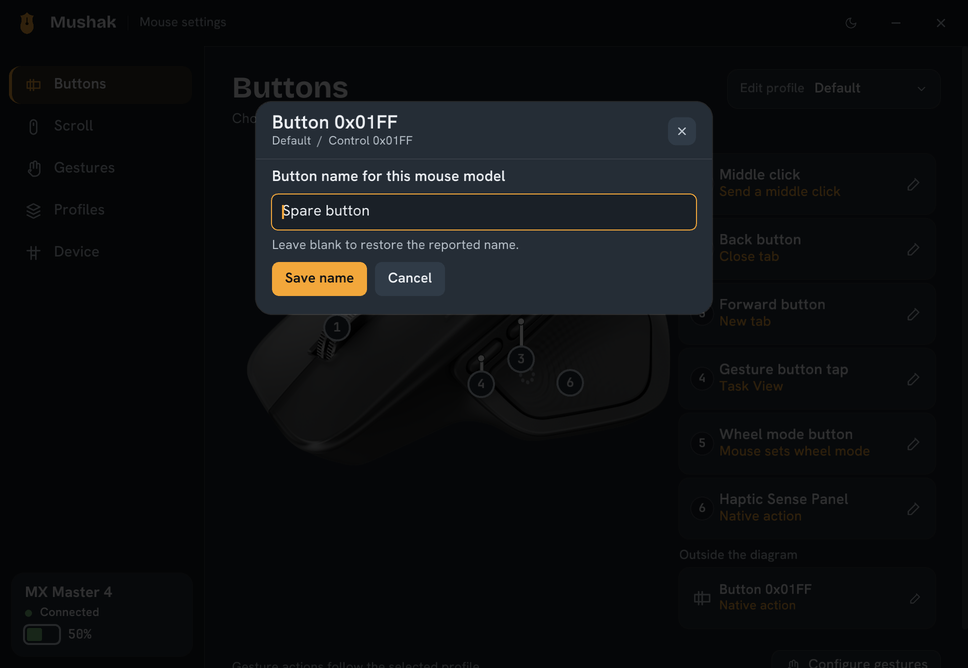 Mushak
Mouse settings
Buttons
Scroll
Gestures
Profiles
Device
MX Master 4
Connected
50%
Buttons
Edit profile Default
Button 0x01FF
Default / Control 0x01FF
Button name for this mouse model
Spare button
Leave blank to restore the reported name.
Save name
Cancel
1
3
4
6
Middle click
Send a middle click
Back button
Close tab
Forward button
New tab
4
Gesture button tap
Task View
5
Wheel mode button
Mouse sets wheel mode
6
Haptic Sense Panel
Native action
Outside the diagram
Button 0x01FF
Native action
Gesture actions follow the selected profile
Configure gestures